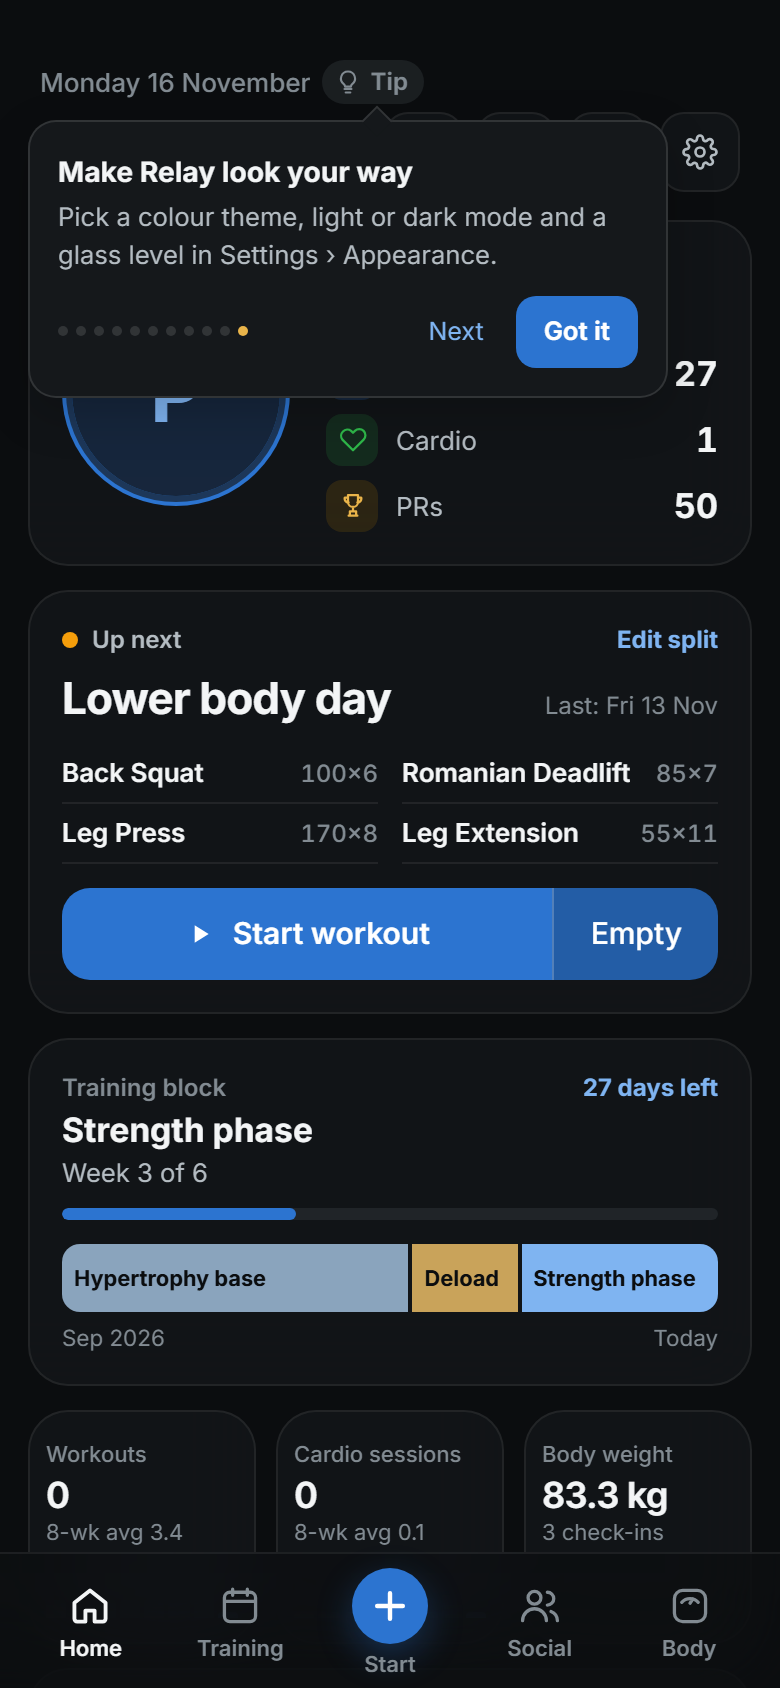 Monday 16 November
Tip
Make Relay look your way
Pick a colour theme, light or dark mode and a
glass level in Settings › Appearance.
Next
Got it
27
Cardio 1
PRs 50
Up next
Edit split
Lower body day
Last: Fri 13 Nov
Back Squat 100×6
Romanian Deadlift 85×7
Leg Press 170×8
Leg Extension 55×11
Start workout
Empty
Training block
27 days left
Strength phase
Week 3 of 6
Hypertrophy base
Deload
Strength phase
Sep 2026
Today
Workouts
0
8-wk avg 3.4
Cardio sessions
0
8-wk avg 0.1
Body weight
83.3 kg
3 check-ins
Home
Training
Start
Social
Body